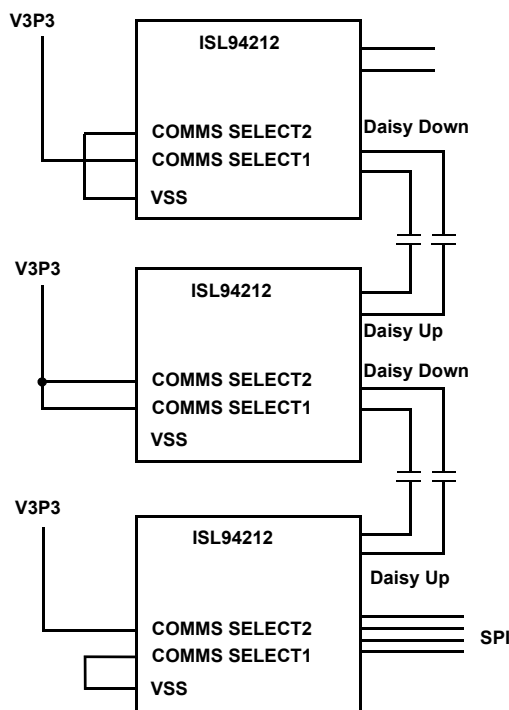 V3P3
ISL94212
COMMS SELECT2
Daisy Down
COMMS SELECT1
VSS
V3P3
ISL94212
Daisy Up
Daisy Down
COMMS SELECT2
COMMS SELECT1
VSS
V3P3
ISL94212
Daisy Up
COMMS SELECT2
SPI
COMMS SELECT1
VSS